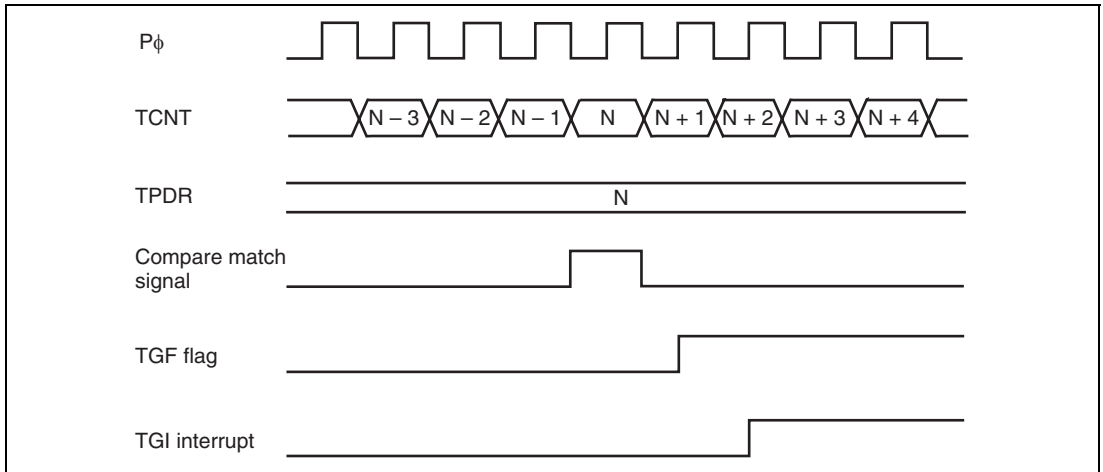 Pφ
TCNT
N – 3 N – 2 N – 1 N N + 1 N + 2 N + 3 N + 4
TPDR
N
Compare match
signal
TGF flag
TGI interrupt